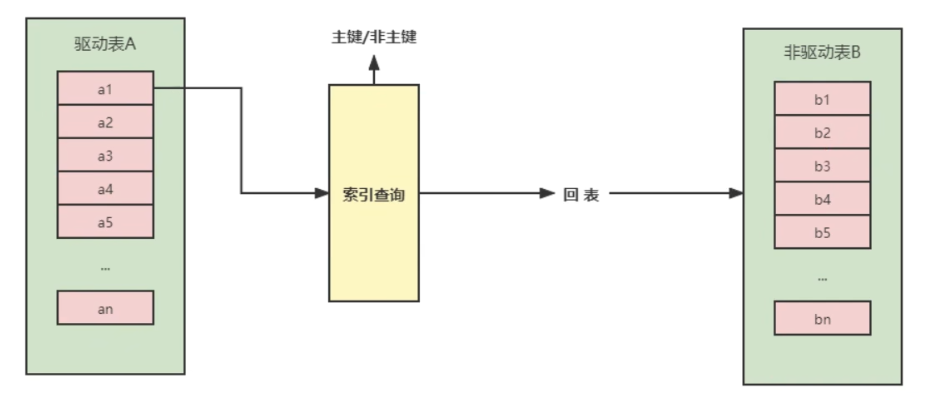 驱动表A
a1
a2
a3
a4
a5
...
an
主键/非主键
索引查询
回 表
非驱动表B
b1
b2
b3
b4
b5
...
bn